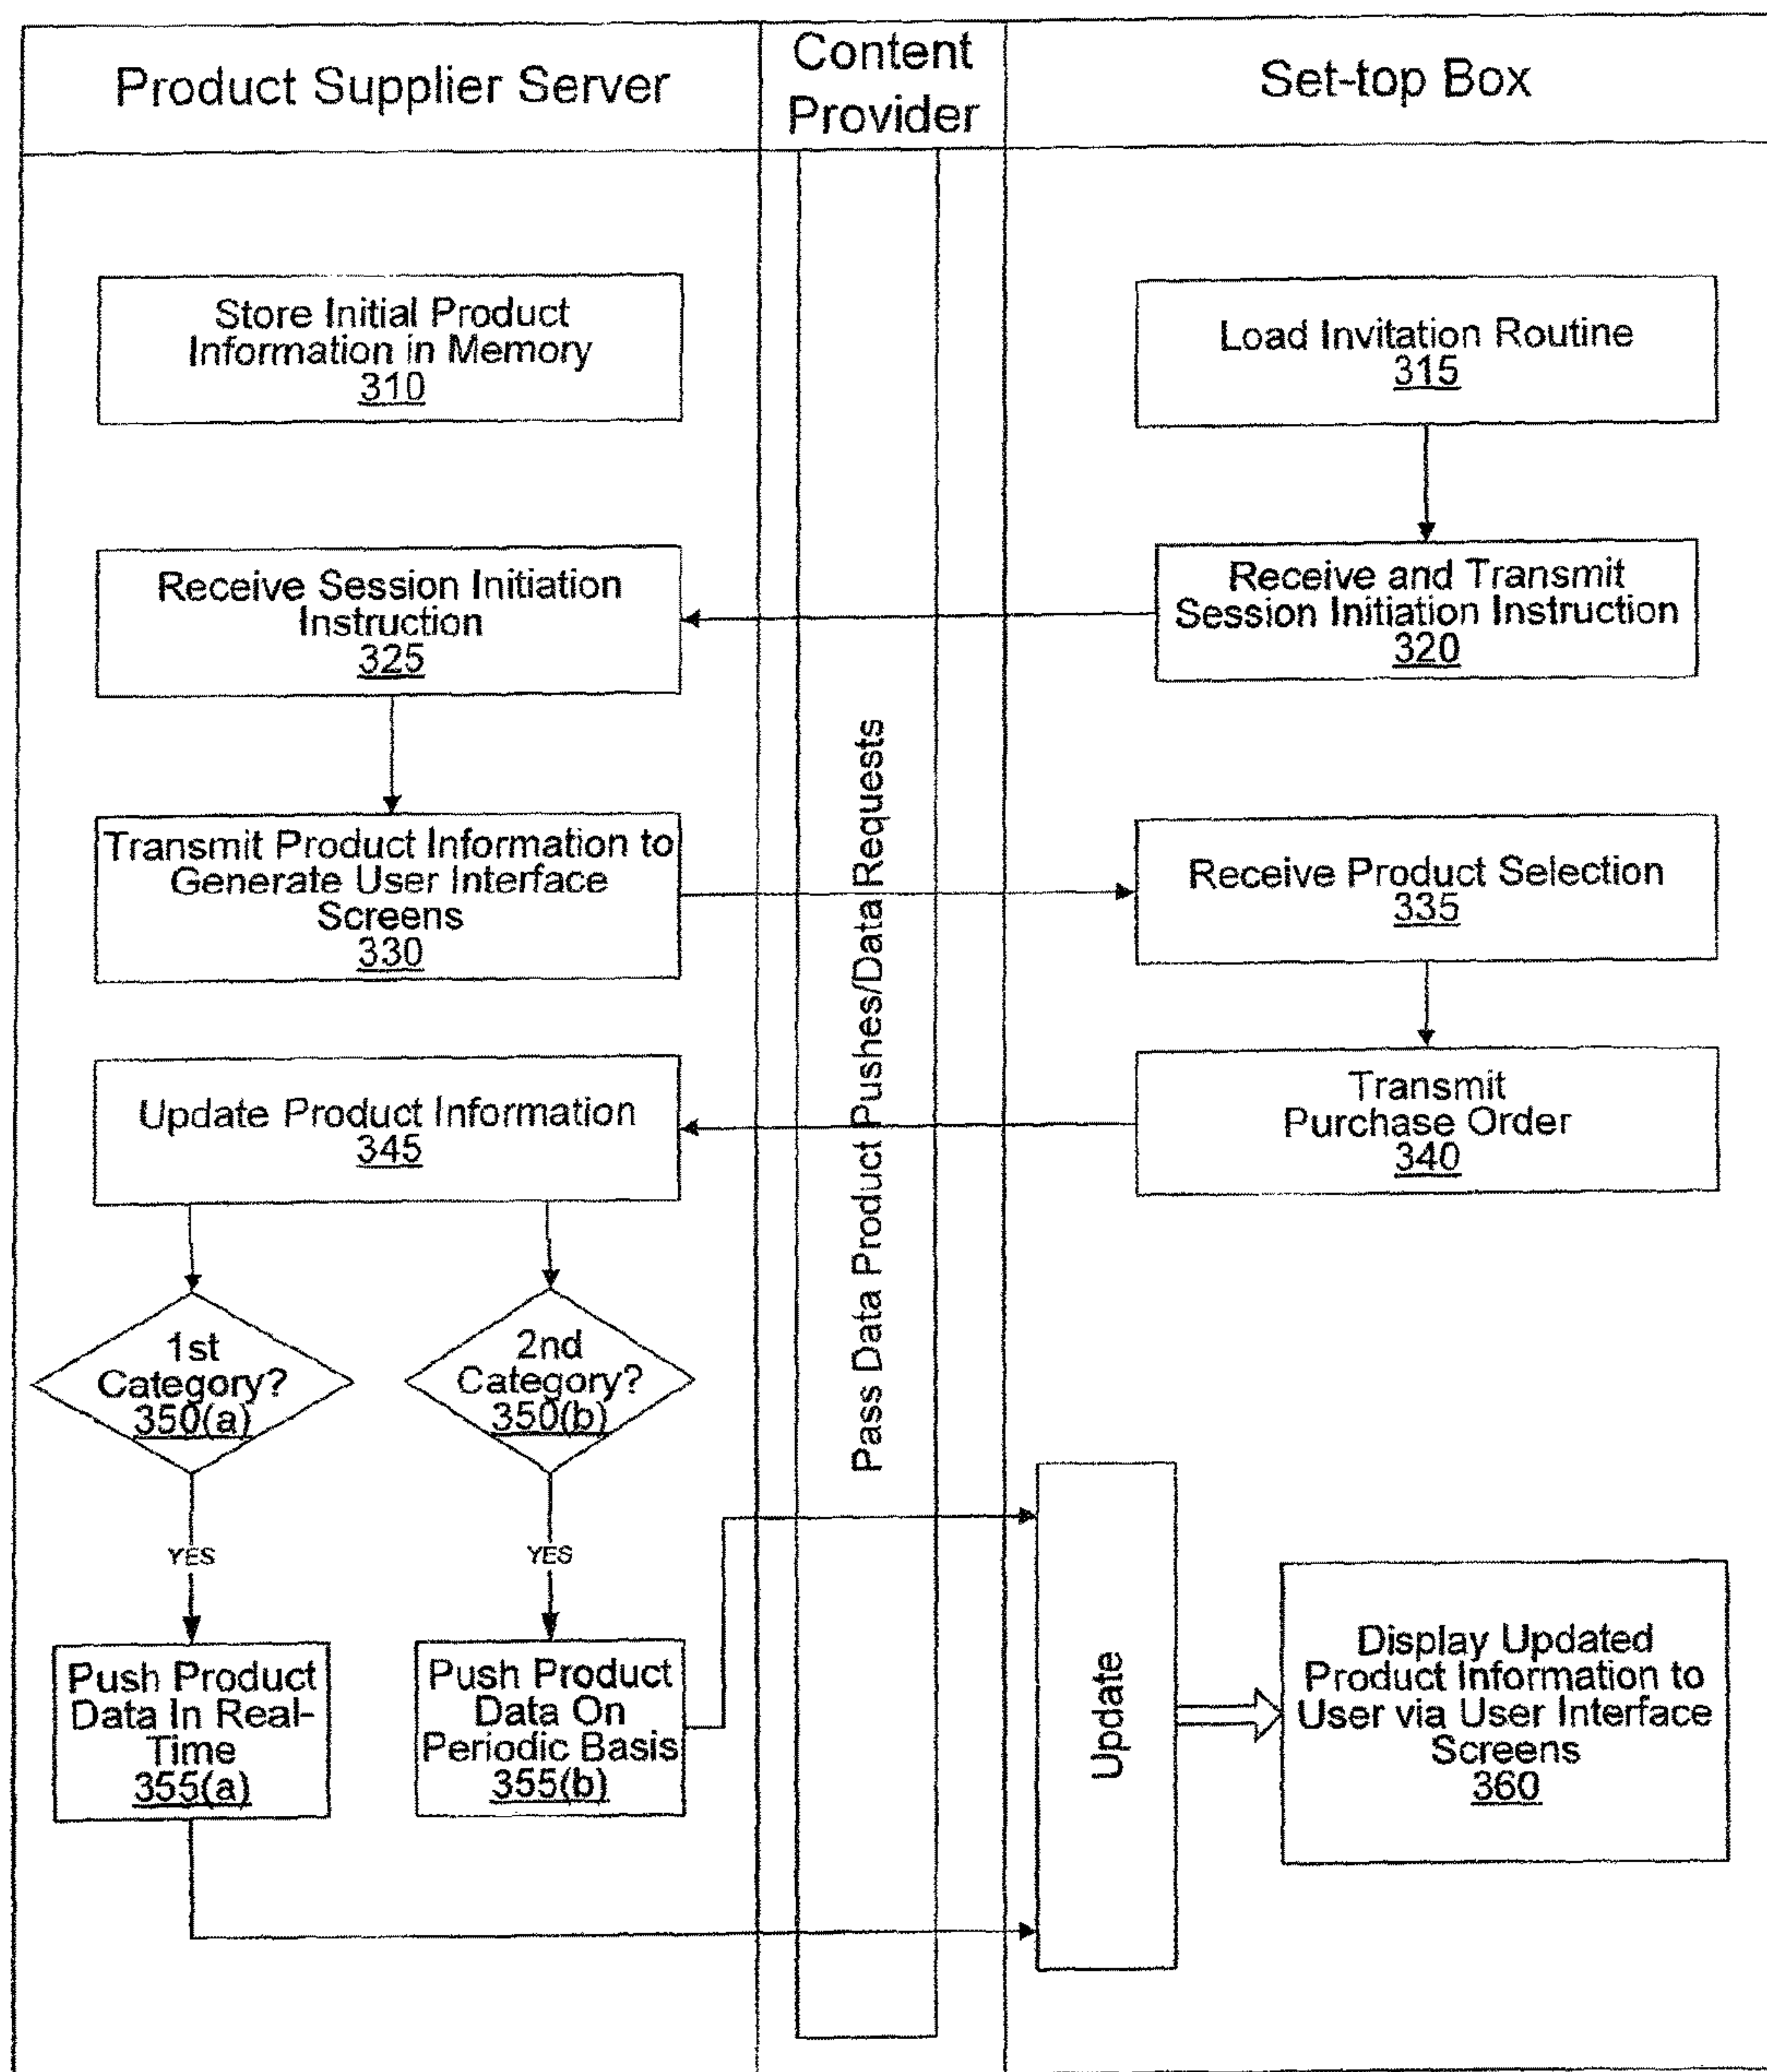 Product Supplier Server
Content
Provider
Set-top Box
Store Initial Product
Information in Memory
310
Load Invitation Routine
315
Receive Session Initiation
Instruction
325
Receive and Transmit
Session Initiation Instruction
320
Transmit Product Information to
Generate User Interface
Screens
330
Receive Product Selection
335
Pass Data Product Pushes/Data Requests
Update Product Information
345
Transmit
Purchase Order
340
1st
Category?
350(a)
2nd
Category?
350(b)
YES
YES
Push Product
Data In Real-
Time
355(a)
Push Product
Data On
Periodic Basis
355(b)
Update
Display Updated
Product Information to
User via User Interface
Screens
360